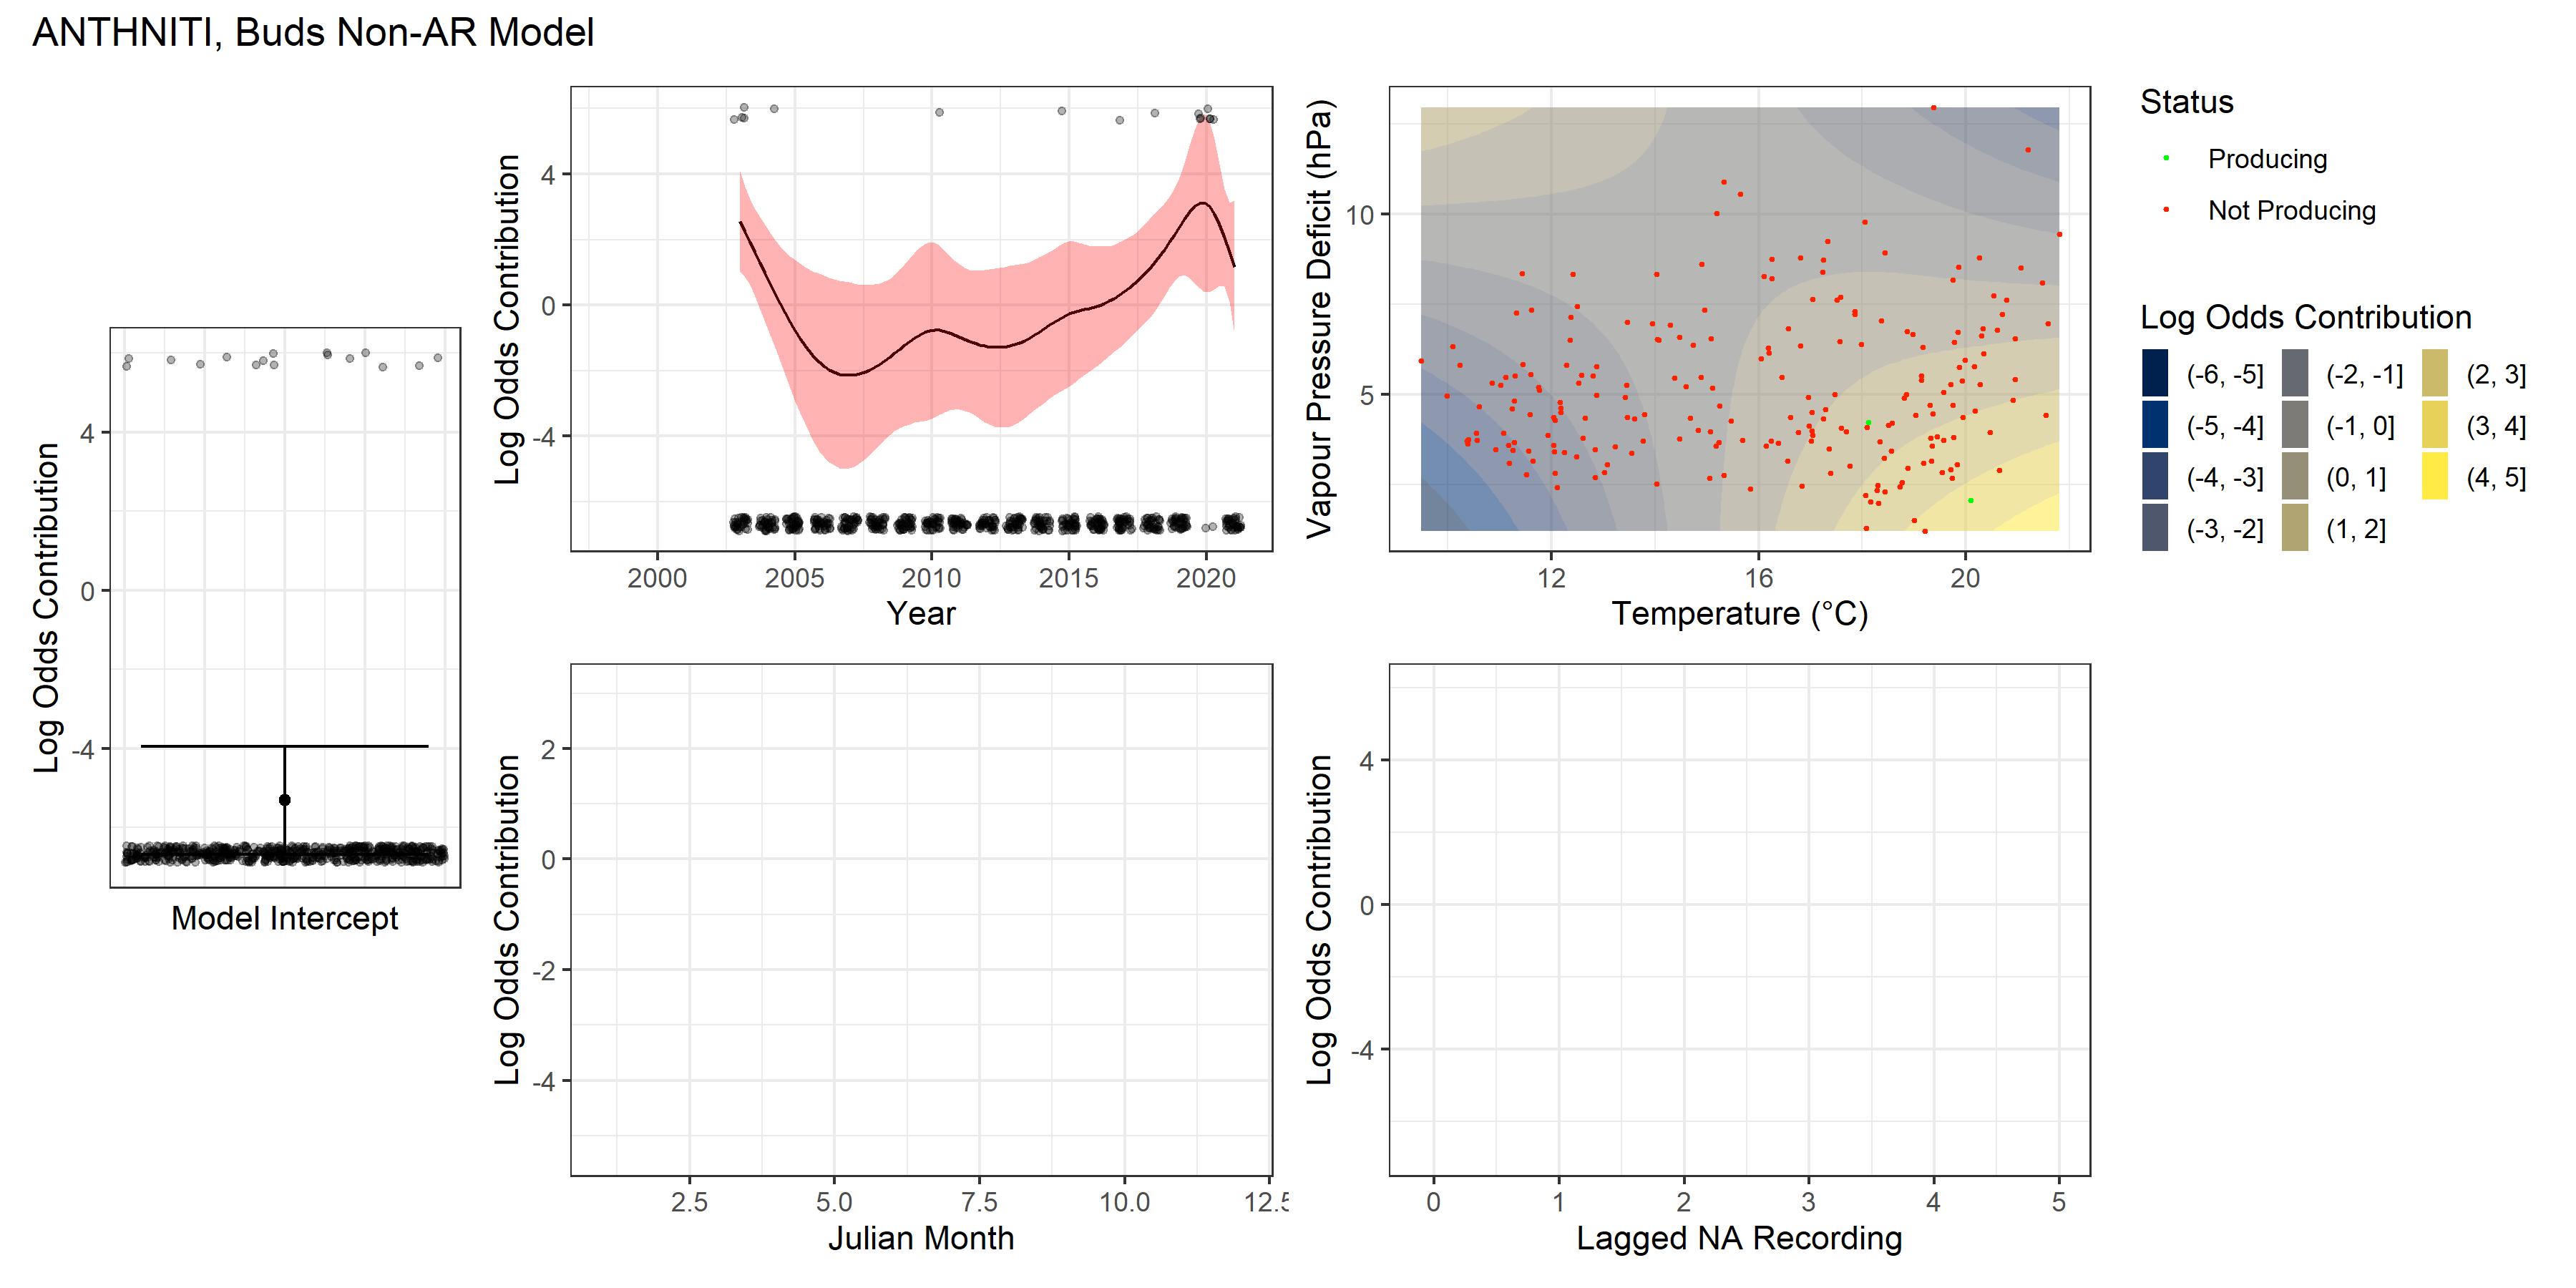 ANTHNITI, Buds Non-AR Model
Log Odds Contribution
4
0
-4
Model Intercept
Log Odds Contribution
4
0
-4
2000 2005 2010 2015 2020
Year
Vapour Pressure Deficit (hPa)
10
5
12 16 20
Temperature (°C)
Status
Producing
Not Producing
Log Odds Contribution
(-6, -5] (-2, -1] (2, 3]
(-5, -4] (-1, 0] (3, 4]
(-4, -3] (0, 1] (4, 5]
(-3, -2] (1, 2]
Log Odds Contribution
2
0
-2
-4
2.5 5.0 7.5 10.0 12.5
Julian Month
Log Odds Contribution
4
0
-4
0 1 2 3 4 5
Lagged NA Recording